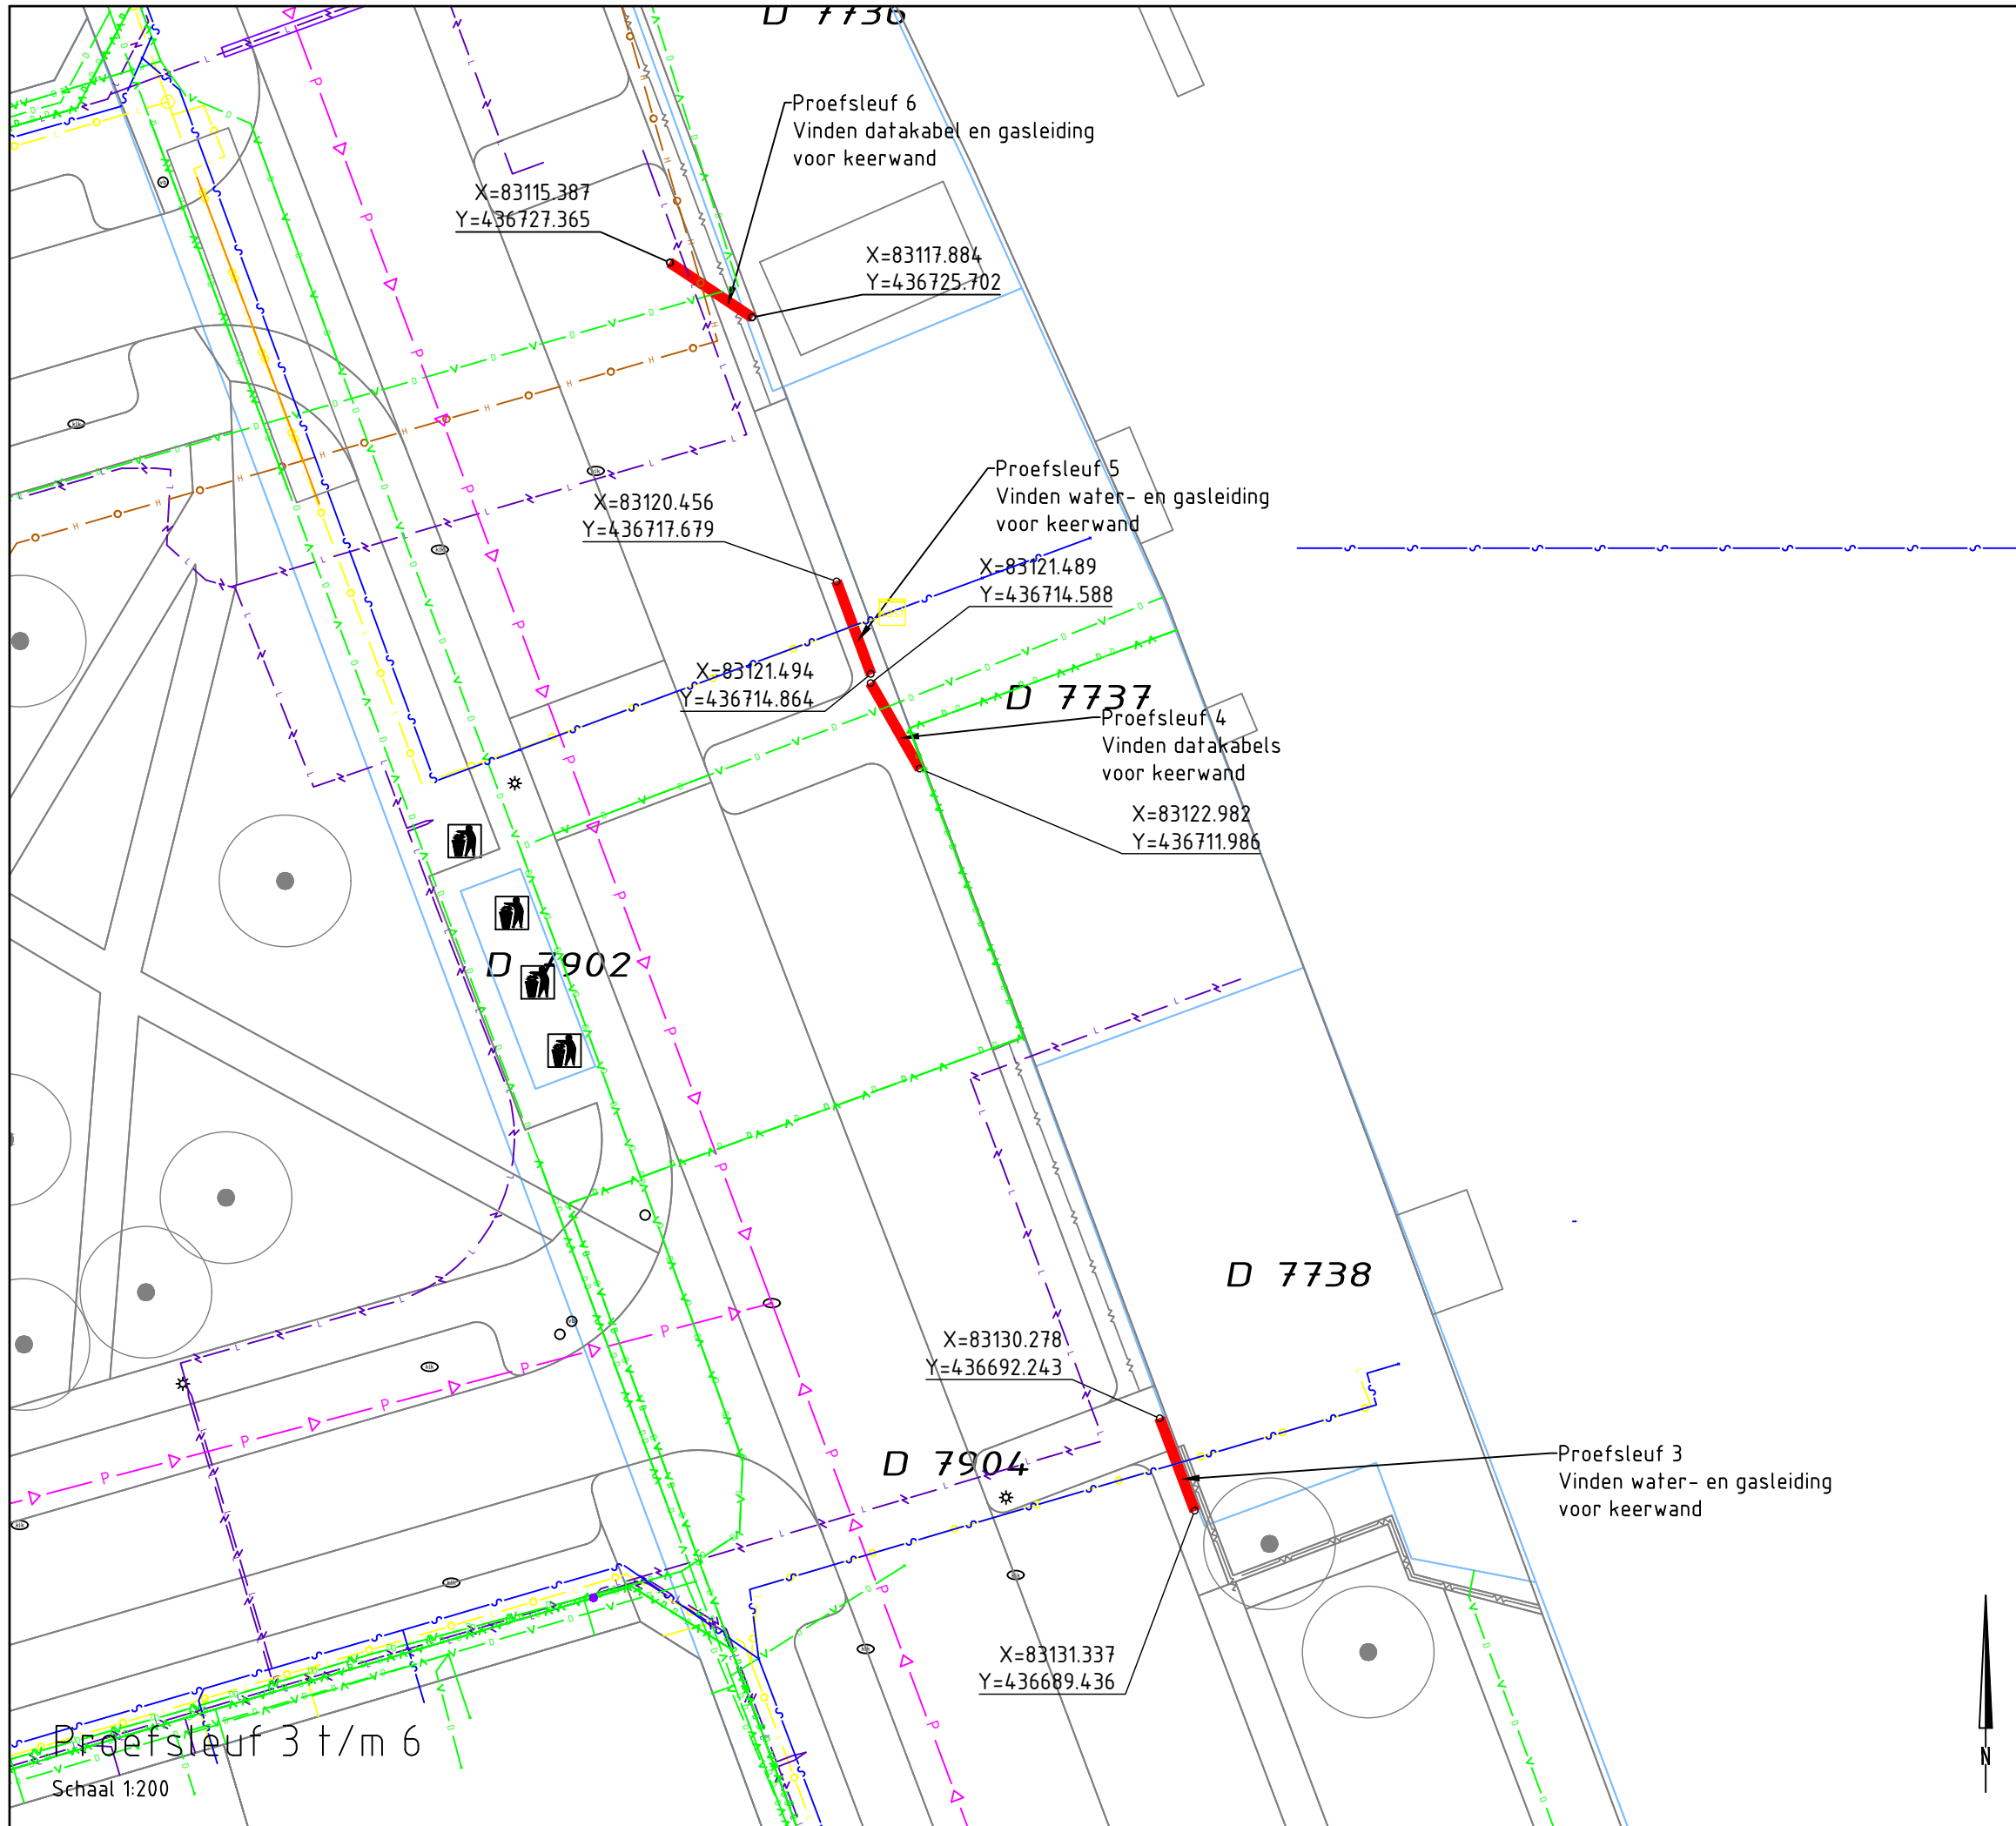 D 7736
Proefsleuf 6
Vinden datakabel en gasleiding
voor keerwand
X=83115.387
Y=436727.365
X=83117.884
Y=436725.702
Proefsleuf 5
Vinden water- en gasleiding
voor keerwand
X=83120.456
Y=436717.679
X=83121.489
Y=436714.588
X=83121.494
Y=436714.864
D 7737
Proefsleuf 4
Vinden datakabels
voor keerwand
X=83122.982
Y=436711.986
D 7902
D 7738
X=83130.278
Y=436692.243
D 7904
Proefsleuf 3
Vinden water- en gasleiding
voor keerwand
X=83131.337
Y=436689.436
Proefsleuf 3 t/m 6
Schaal 1:200
N